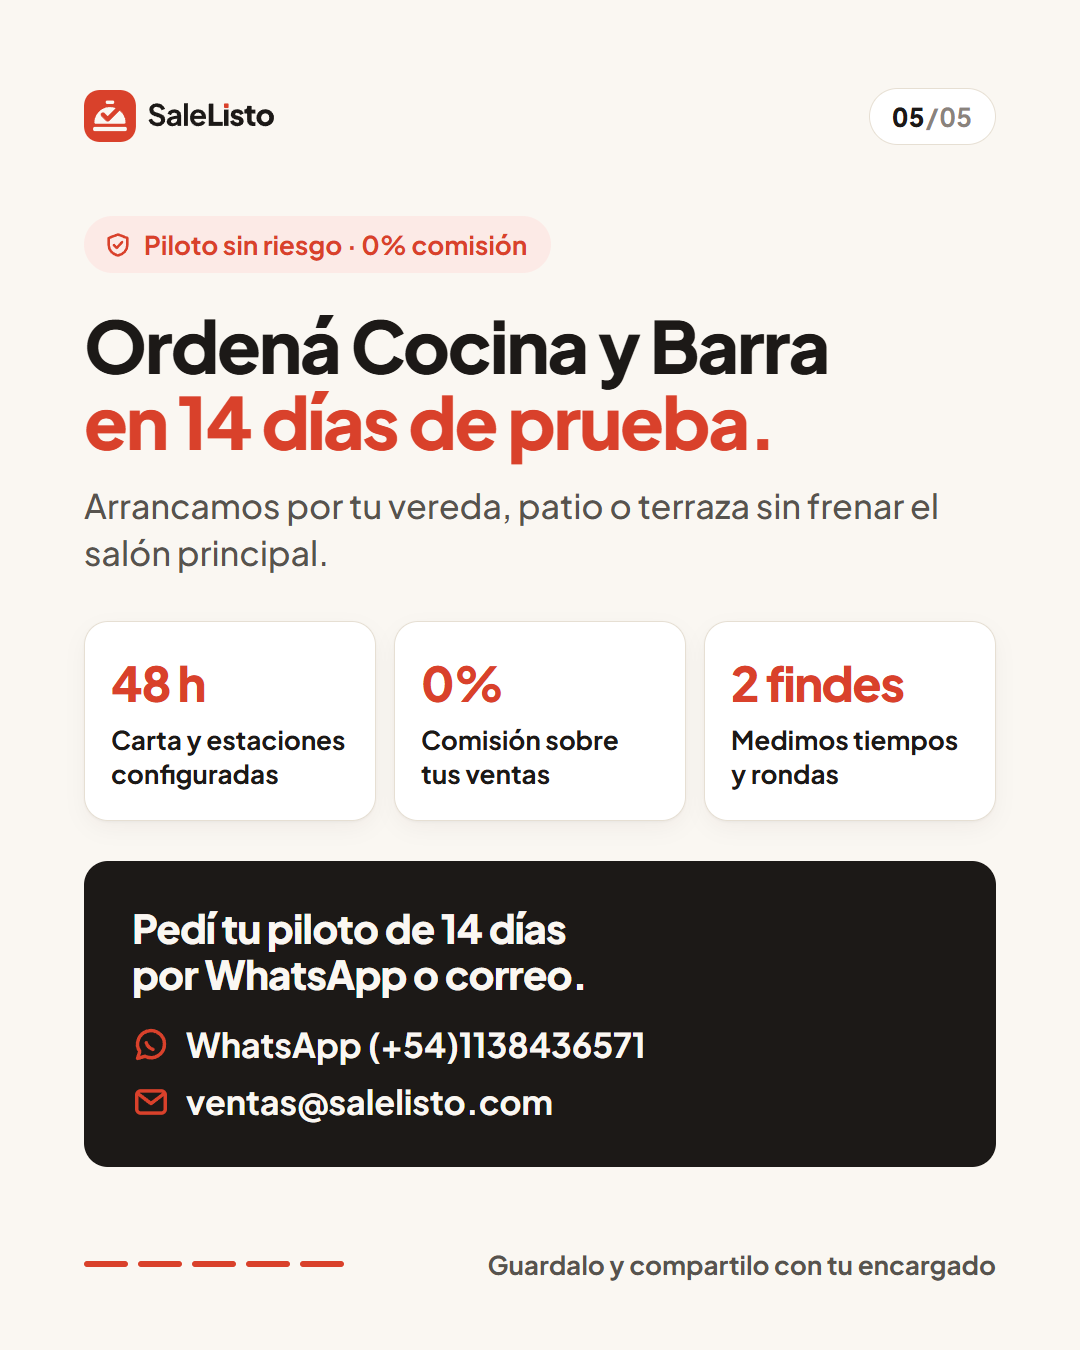 SaleListo
05/05
Piloto sin riesgo · 0% comisión
Ordená Cocina y Barra
en 14 días de prueba.
Arrancamos por tu vereda, patio o terraza sin frenar el
salón principal.
48 h
Carta y estaciones
configuradas
0%
Comisión sobre
tus ventas
2 findes
Medimos tiempos
y rondas
Pedí tu piloto de 14 días
por WhatsApp o correo.
WhatsApp (+54)1138436571
ventas@salelisto.com
Guardalo y compartilo con tu encargado